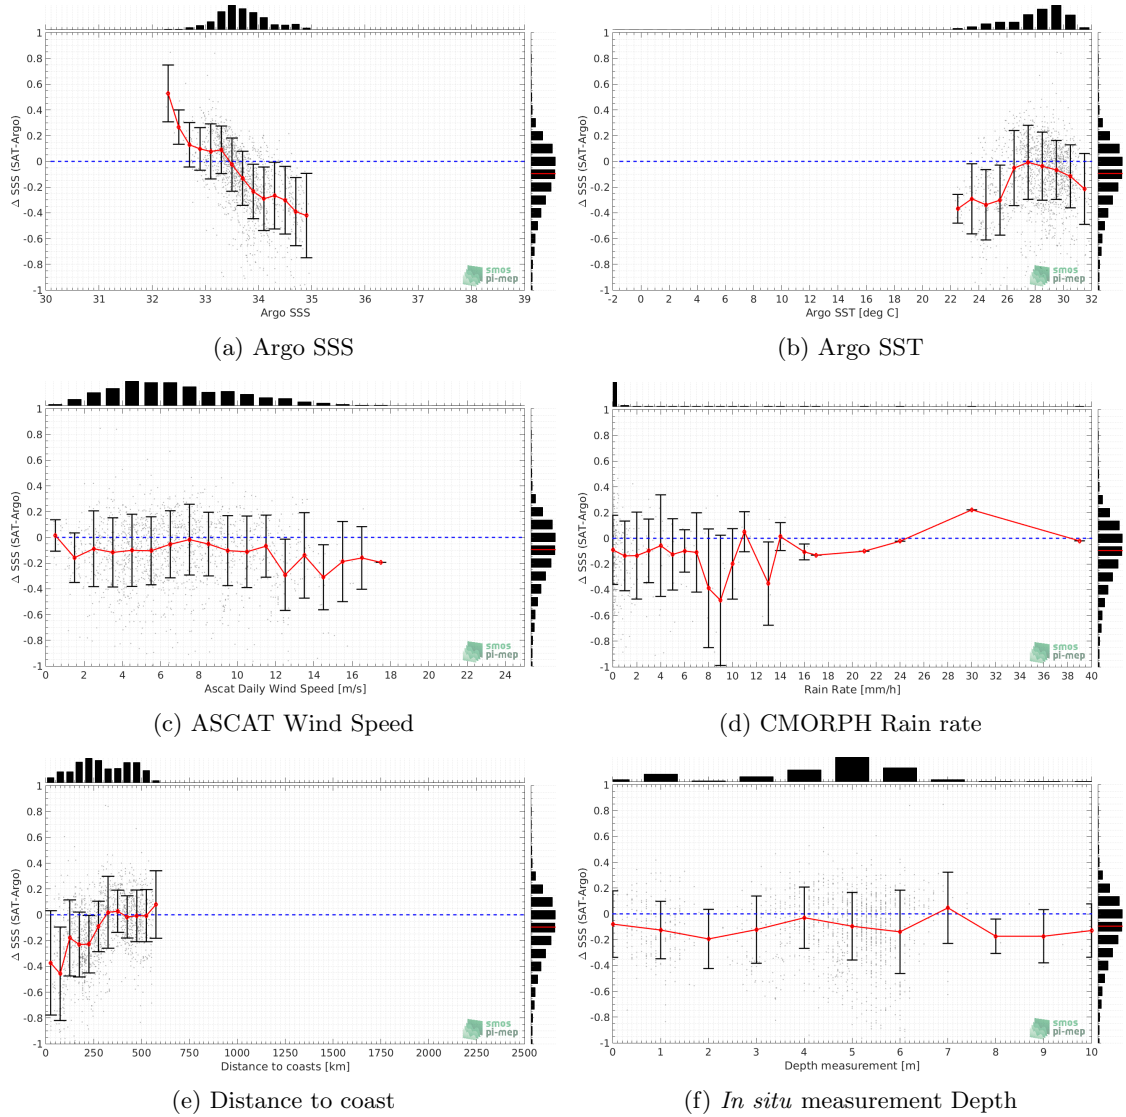 1
0.8
0.6
0.4
0.2
0
-0.2
-0.4
-0.6
-0.8
-1
Δ SSS (SAT-Argo)
smos
pi-mep
30 31 32 33 34 35 36 37 38 39
Argo SSS
(a) Argo SSS
1
0.8
0.6
0.4
0.2
0
-0.2
-0.4
-0.6
-0.8
-1
Δ SSS (SAT-Argo)
smos
pi-mep
-2 0 2 4 6 8 10 12 14 16 18 20 22 24 26 28 30 32
Argo SST [deg C]
(b) Argo SST
1
0.8
0.6
0.4
0.2
0
-0.2
-0.4
-0.6
-0.8
-1
Δ SSS (SAT-Argo)
smos
pi-mep
0 2 4 6 8 10 12 14 16 18 20 22 24
Ascat Daily Wind Speed [m/s]
(c) ASCAT Wind Speed
1
0.8
0.6
0.4
0.2
0
-0.2
-0.4
-0.6
-0.8
-1
Δ SSS (SAT-Argo)
smos
pi-mep
0 2 4 6 8 10 12 14 16 18 20 22 24 26 28 30 32 34 36 38 40
Rain Rate [mm/h]
(d) CMORPH Rain rate
1
0.8
0.6
0.4
0.2
0
-0.2
-0.4
-0.6
-0.8
-1
Δ SSS (SAT-Argo)
smos
pi-mep
0 250 500 750 1000 1250 1500 1750 2000 2250 2500
Distance to coasts [km]
(e) Distance to coast
1
0.8
0.6
0.4
0.2
0
-0.2
-0.4
-0.6
-0.8
-1
Δ SSS (SAT-Argo)
smos
pi-mep
0 1 2 3 4 5 6 7 8 9 10
Depth measurement [m]
(f) In situ measurement Depth